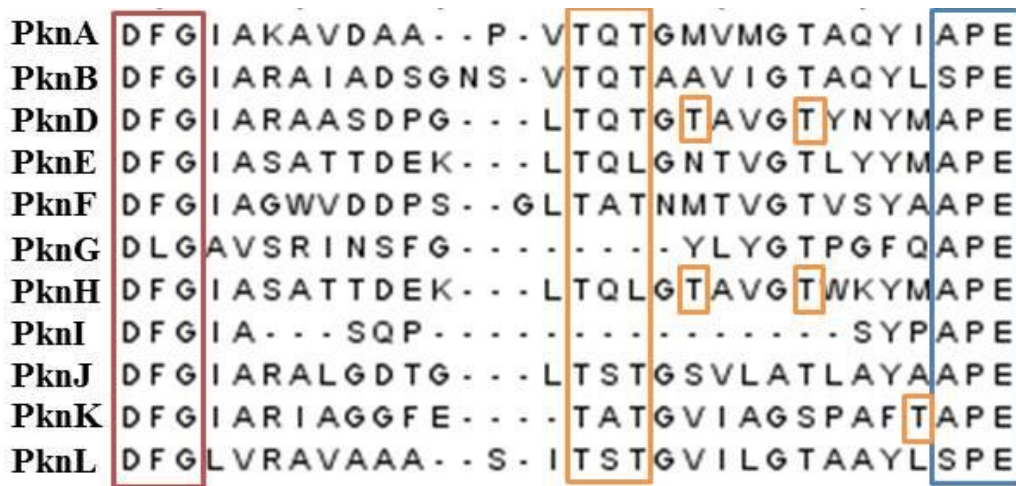 PknA DFGIAKAVDAA--P-VTQTGMVMGTAQYIAPE
PknB DFGIARAIADSGNS-VTQTAAVIGTAQYLSPE
PknD DFGIARAASDPG---LTQTGTAVGTYNYMAPE
PknE DFGIASATTDEK---LTQLGNTVGTLYYMAPE
PknF DFGIAGWVDDPS--GLTATNMTVGTVSYAAPE
PknG DLGAVSRINSFG--------YLYGTPGFQAPE
PknH DFGIASATTDEK---LTQLGTAVGTWKYMAPE
PknI DFGIA---SQP---------------SYPAPE
PknJ DFGIARALGDTG---LTSTGSVLATLAYAAPE
PknK DFGIARIAGGFE----TATGVIAGSPAFTAPE
PknL DFGLVRAVAAA--S-ITSTGVILGTAAYLSPE